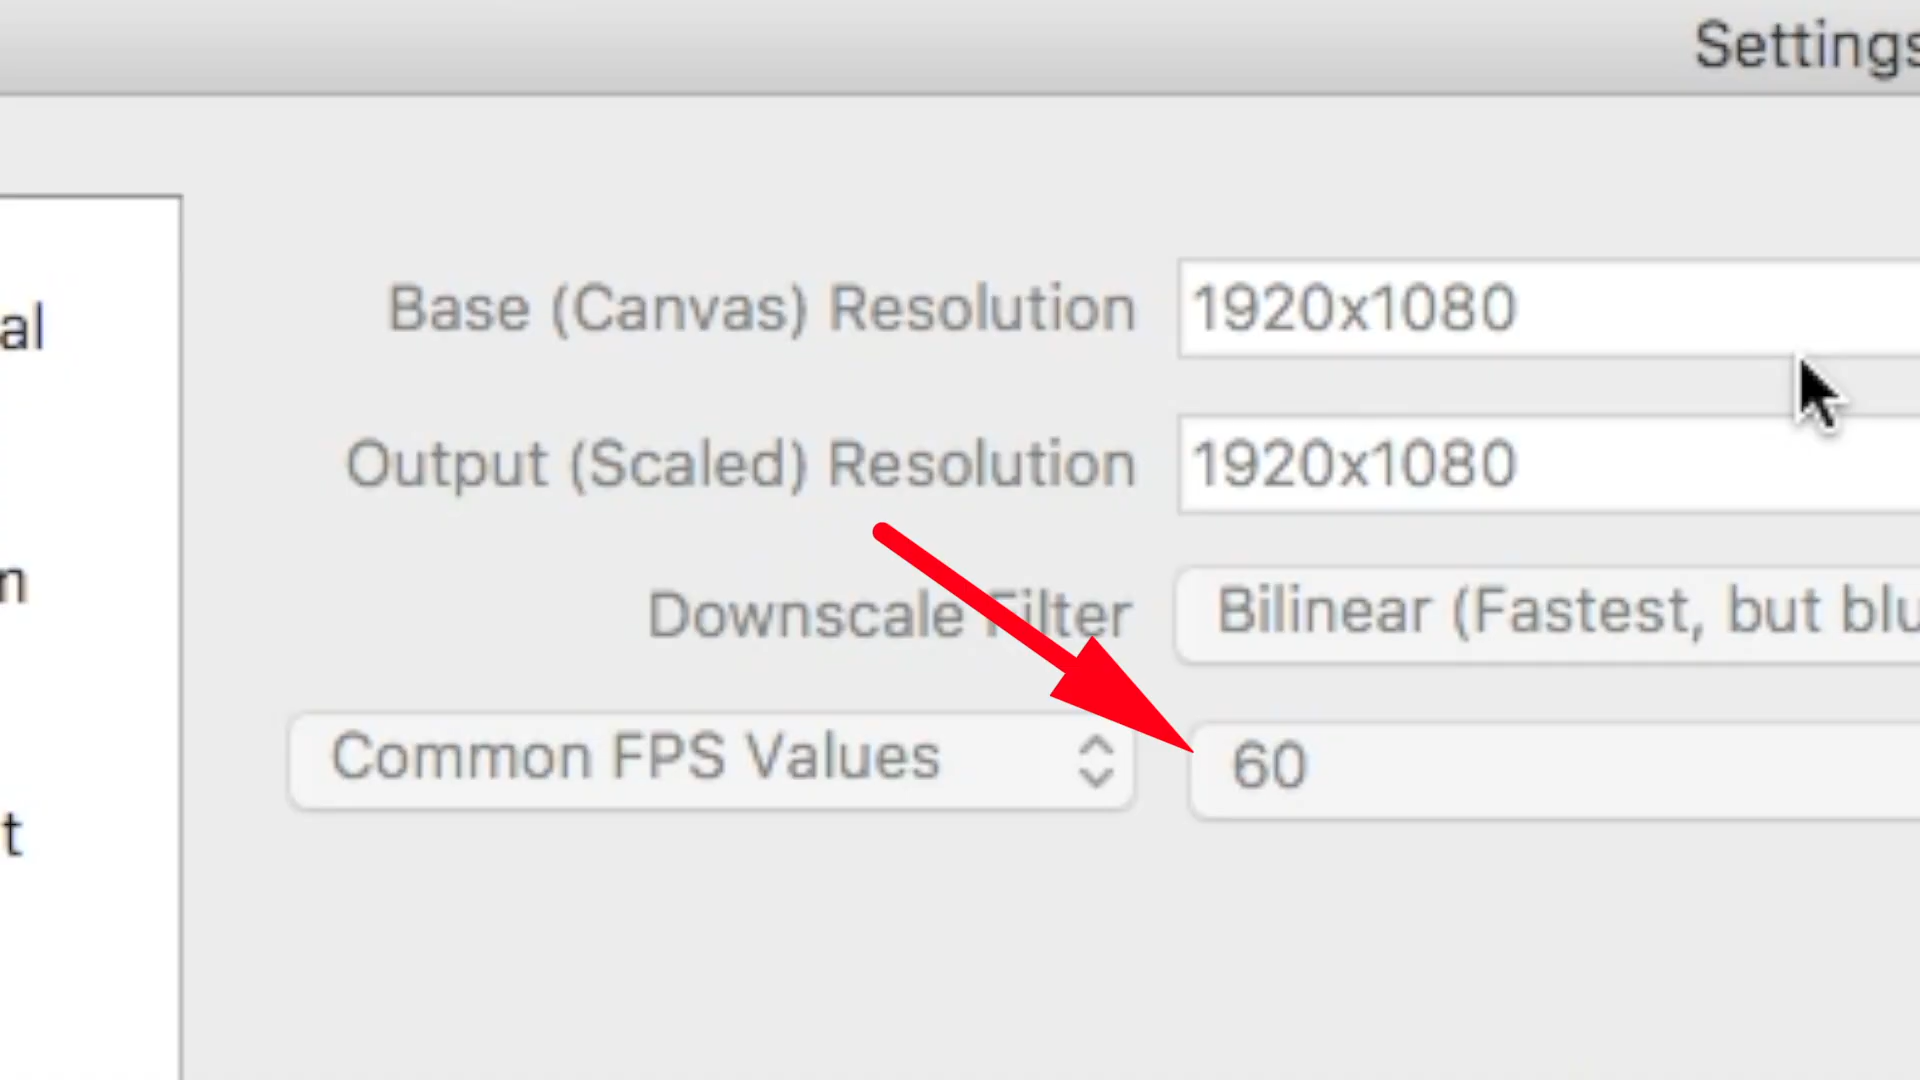 Settings
al
Base (Canvas) Resolution 1920x1080
Output (Scaled) Resolution 1920x1080
n
Downscale Filter Bilinear (Fastest, but blu
Common FPS Values 60
t